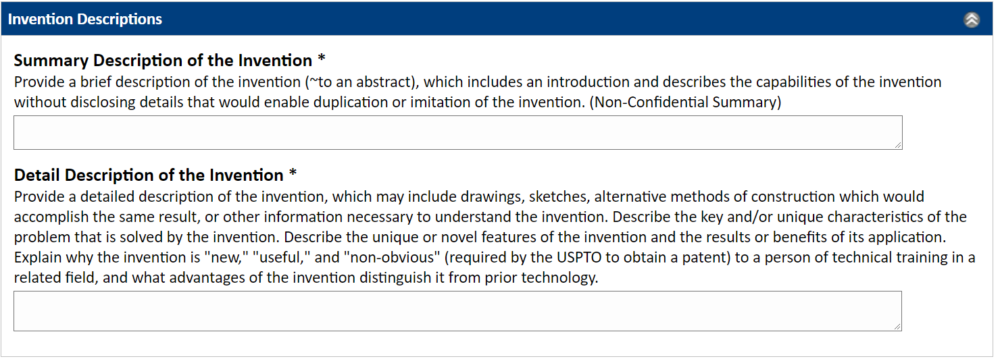 Invention Descriptions
Summary Description of the Invention *
Provide a brief description of the invention (~to an abstract), which includes an introduction and describes the capabilities of the invention
without disclosing details that would enable duplication or imitation of the invention. (Non-Confidential Summary)
Detail Description of the Invention *
Provide a detailed description of the invention, which may include drawings, sketches, alternative methods of construction which would
accomplish the same result, or other information necessary to understand the invention. Describe the key and/or unique characteristics of the
problem that is solved by the invention. Describe the unique or novel features of the invention and the results or benefits of its application.
Explain why the invention is "new," "useful," and "non-obvious" (required by the USPTO to obtain a patent) to a person of technical training in a
related field, and what advantages of the invention distinguish it from prior technology.